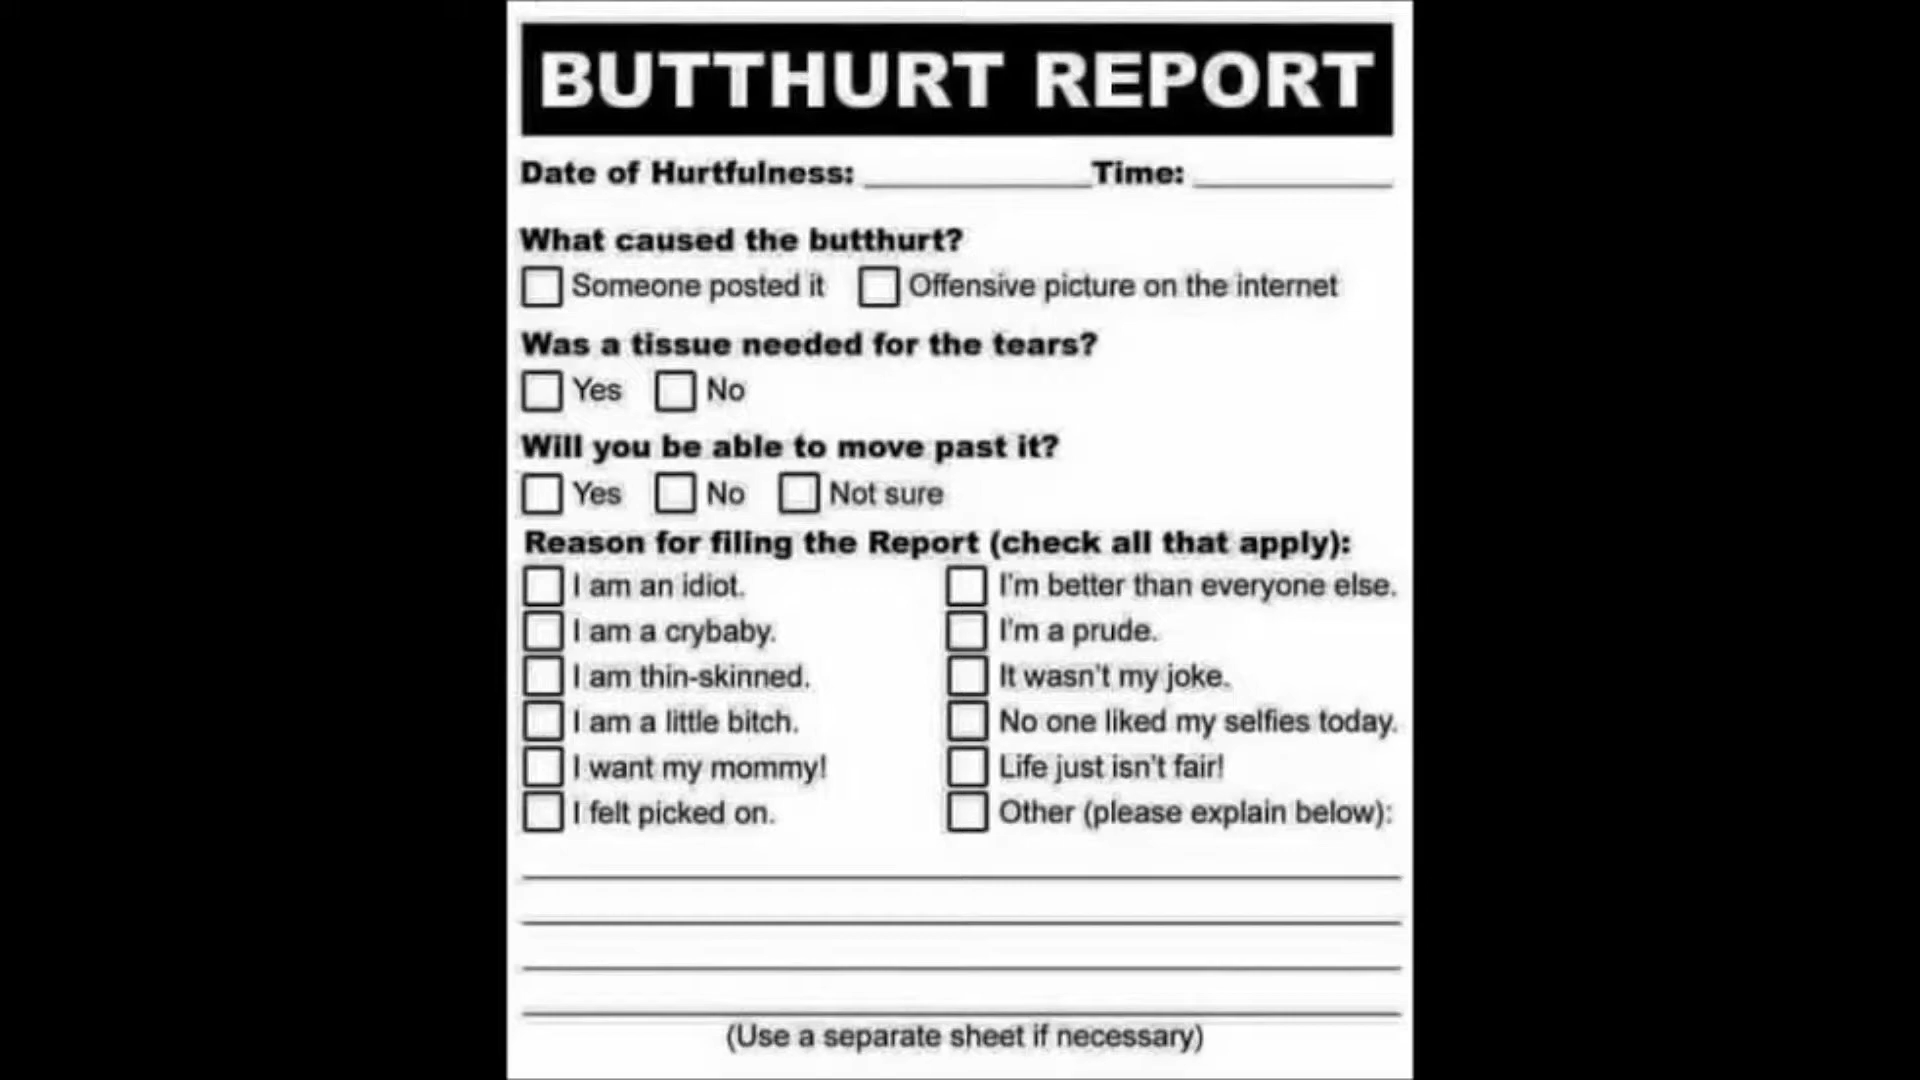 BUTTHURT REPORT
Date of Hurtfulness: ____________Time: ____________
What caused the butthurt?
Someone posted it Offensive picture on the internet
Was a tissue needed for the tears?
Yes No
Will you be able to move past it?
Yes No Not sure
Reason for filing the Report (check all that apply):
I am an idiot. I'm better than everyone else.
I am a crybaby. I'm a prude.
I am thin-skinned. It wasn't my joke.
I am a little bitch. No one liked my selfies today.
I want my mommy! Life just isn't fair!
I felt picked on. Other (please explain below):
(Use a separate sheet if necessary)